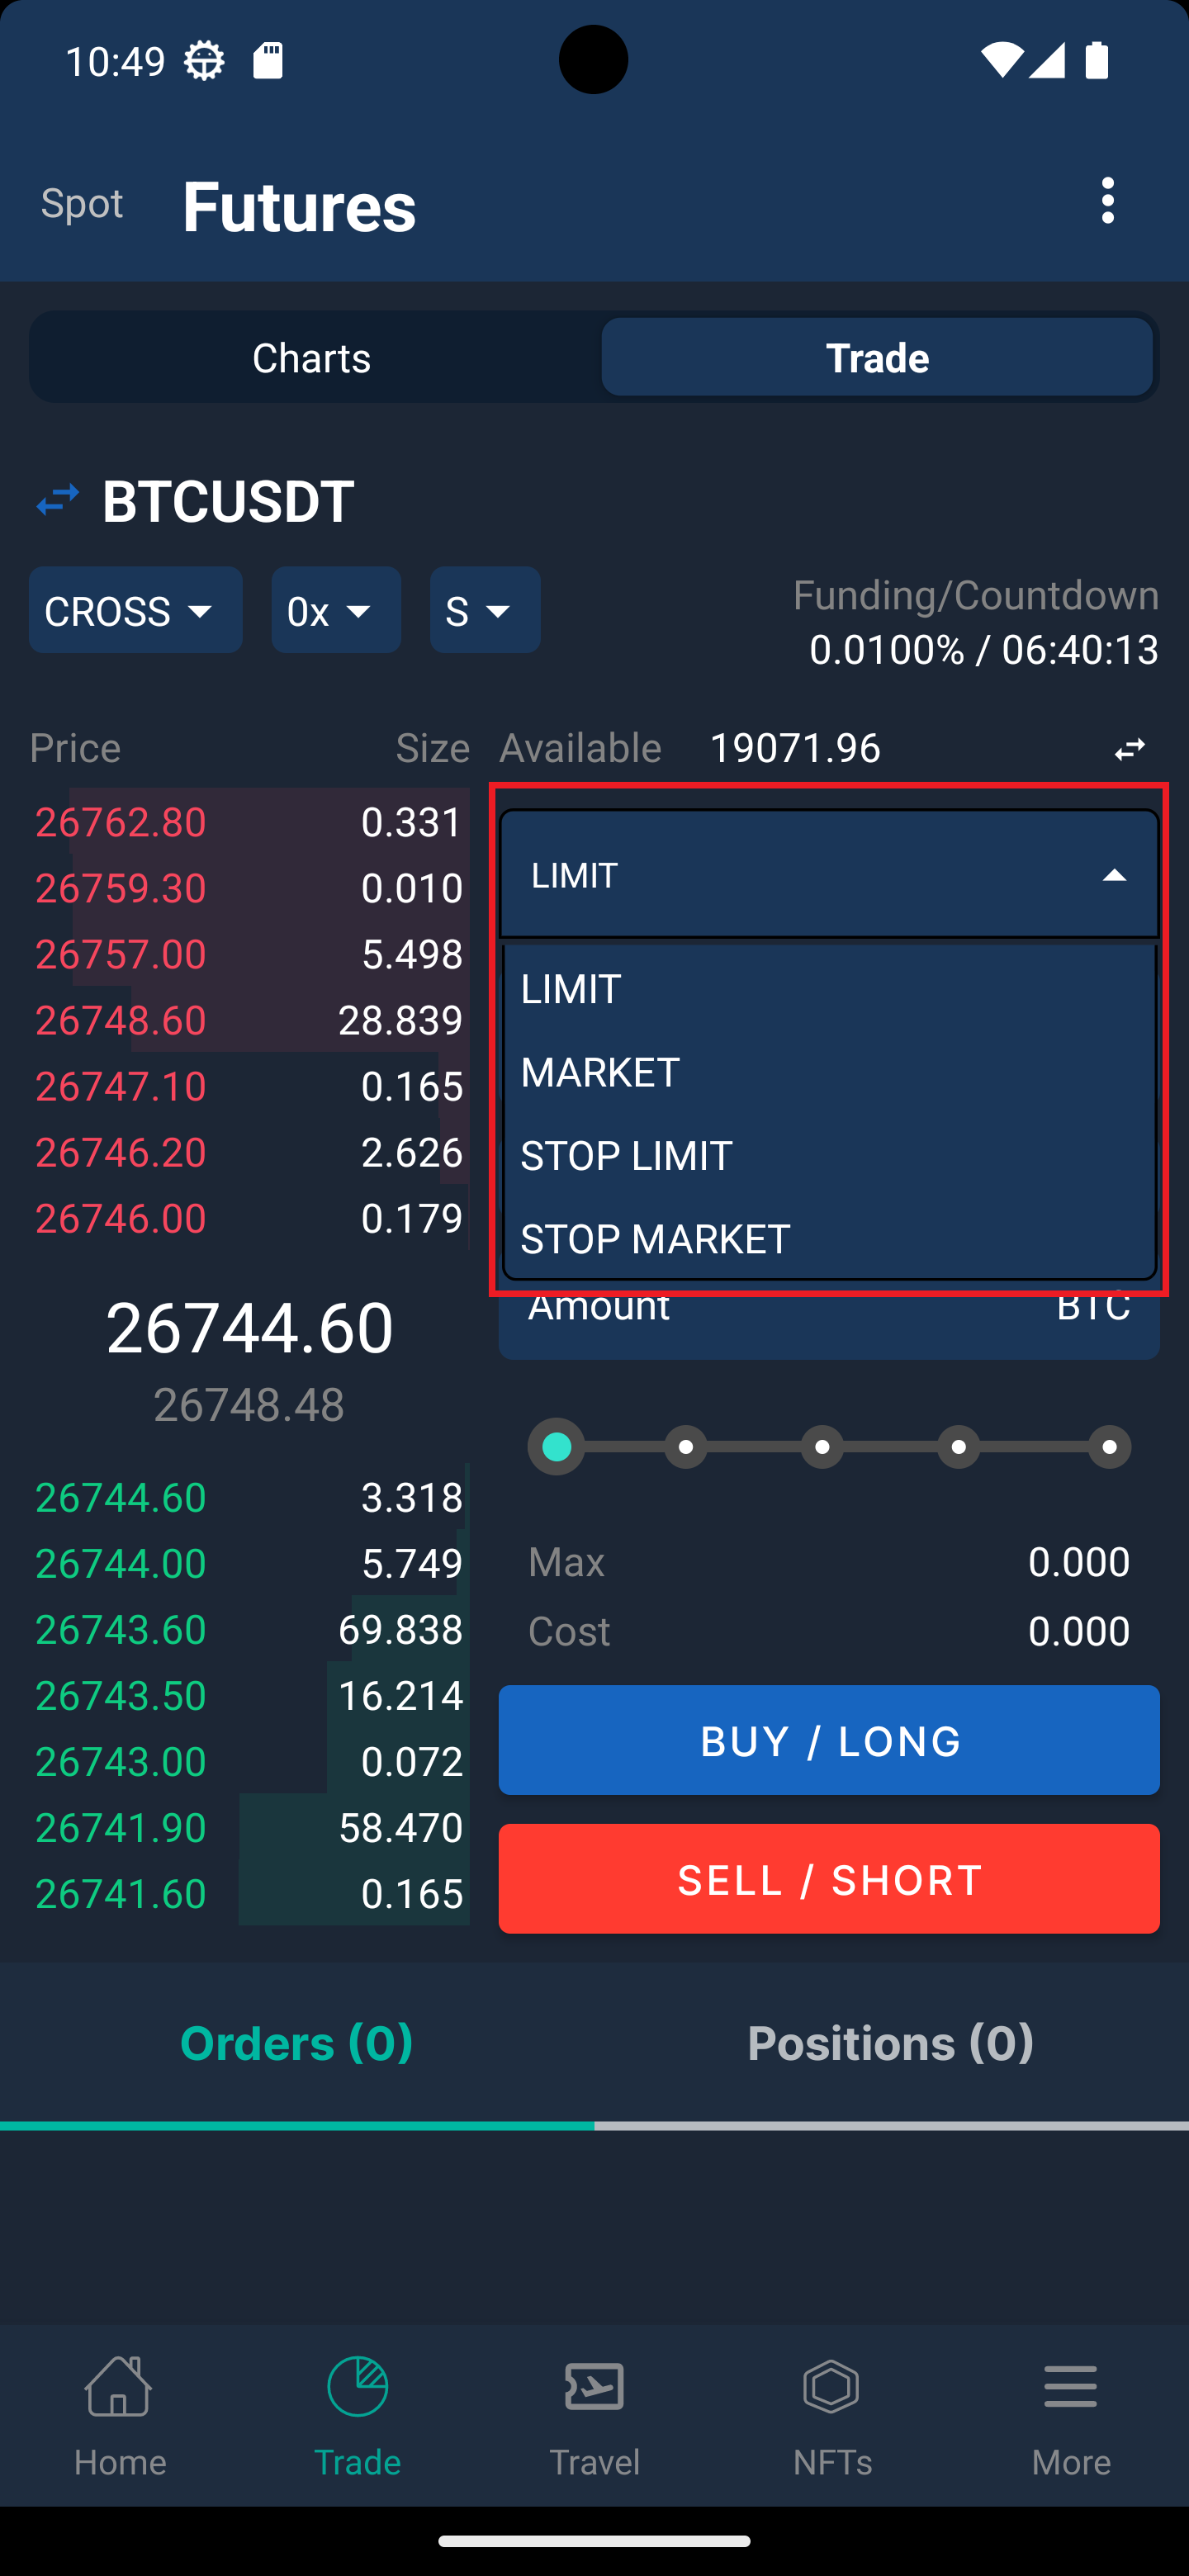 10:49
Spot Futures
Charts Trade
BTCUSDT
CROSS 0x S
Funding/Countdown
0.0100% / 06:40:13
Price Size
26762.80 0.331
26759.30 0.010
26757.00 5.498
26748.60 28.839
26747.10 0.165
26746.20 2.626
26746.00 0.179
26744.60
26748.48
26744.60 3.318
26744.00 5.749
26743.60 69.838
26743.50 16.214
26743.00 0.072
26741.90 58.470
26741.60 0.165
Available 19071.96
LIMIT
LIMIT
MARKET
STOP LIMIT
STOP MARKET
Amount BTC
Max 0.000
Cost 0.000
BUY / LONG
SELL / SHORT
Orders (0) Positions (0)
Home Trade Travel NFTs More